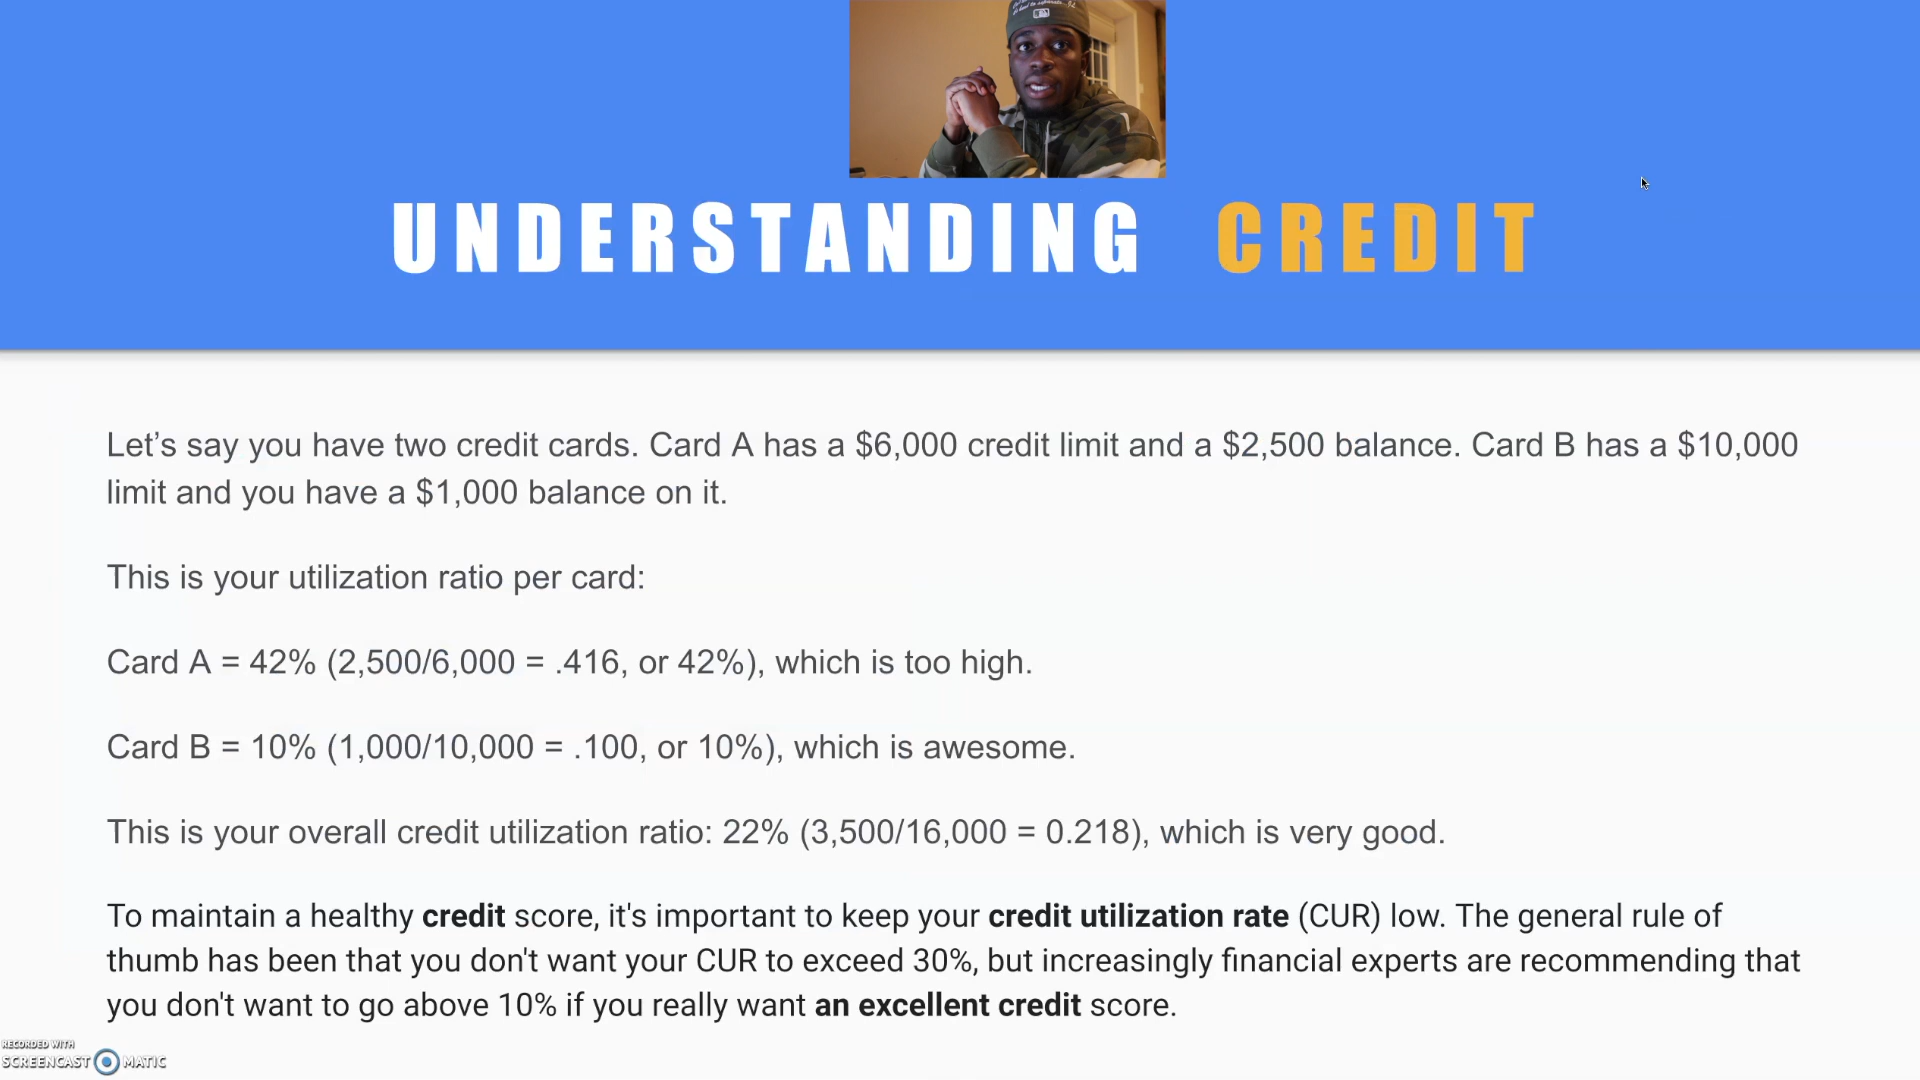 UNDERSTANDING CREDIT
Let’s say you have two credit cards. Card A has a $6,000 credit limit and a $2,500 balance. Card B has a $10,000
limit and you have a $1,000 balance on it.
This is your utilization ratio per card:
Card A = 42% (2,500/6,000 = .416, or 42%), which is too high.
Card B = 10% (1,000/10,000 = .100, or 10%), which is awesome.
This is your overall credit utilization ratio: 22% (3,500/16,000 = 0.218), which is very good.
To maintain a healthy credit score, it's important to keep your credit utilization rate (CUR) low. The general rule of
thumb has been that you don't want your CUR to exceed 30%, but increasingly financial experts are recommending that
you don't want to go above 10% if you really want an excellent credit score.
RECORDED WITH
SCREENCAST MATIC